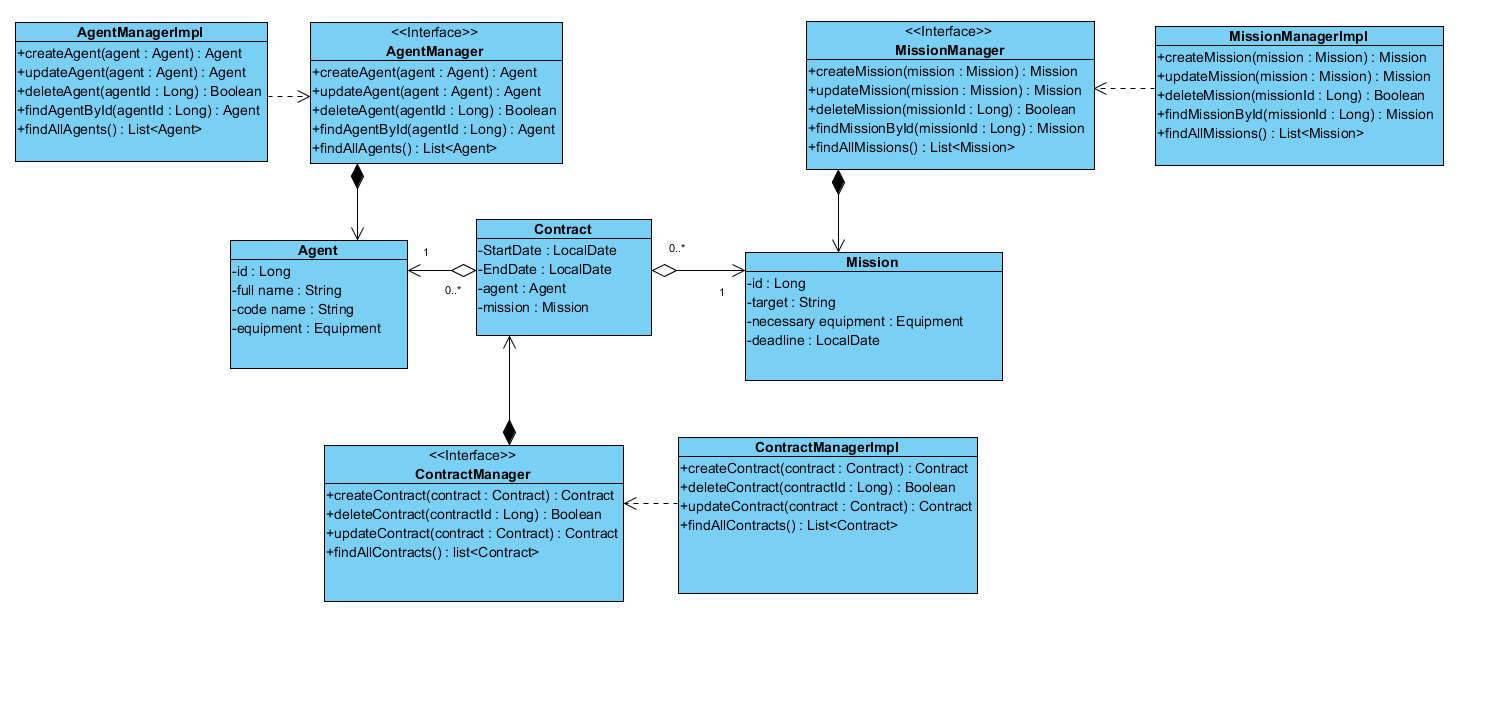 AgentManagerImpl
+createAgent(agent : Agent) : Agent
+updateAgent(agent : Agent) : Agent
+deleteAgent(agentId : Long) : Boolean
+findAgentById(agentId : Long) : Agent
+findAllAgents() : List<Agent>
<<Interface>>
AgentManager
+createAgent(agent : Agent) : Agent
+updateAgent(agent : Agent) : Agent
+deleteAgent(agentId : Long) : Boolean
+findAgentById(agentId : Long) : Agent
+findAllAgents() : List<Agent>
<<Interface>>
MissionManager
+createMission(mission : Mission) : Mission
+updateMission(mission : Mission) : Mission
+deleteMission(missionId : Long) : Boolean
+findMissionById(missionId : Long) : Mission
+findAllMissions() : List<Mission>
MissionManagerImpl
+createMission(mission : Mission) : Mission
+updateMission(mission : Mission) : Mission
+deleteMission(missionId : Long) : Boolean
+findMissionById(missionId : Long) : Mission
+findAllMissions() : List<Mission>
Agent
-id : Long
-full name : String
-code name : String
-equipment : Equipment
1
0..*
Contract
-StartDate : LocalDate
-EndDate : LocalDate
-agent : Agent
-mission : Mission
0..*
1
Mission
-id : Long
-target : String
-necessary equipment : Equipment
-deadline : LocalDate
<<Interface>>
ContractManager
+createContract(contract : Contract) : Contract
+deleteContract(contractId : Long) : Boolean
+updateContract(contract : Contract) : Contract
+findAllContracts() : list<Contract>
ContractManagerImpl
+createContract(contract : Contract) : Contract
+deleteContract(contractId : Long) : Boolean
+updateContract(contract : Contract) : Contract
+findAllContracts() : List<Contract>